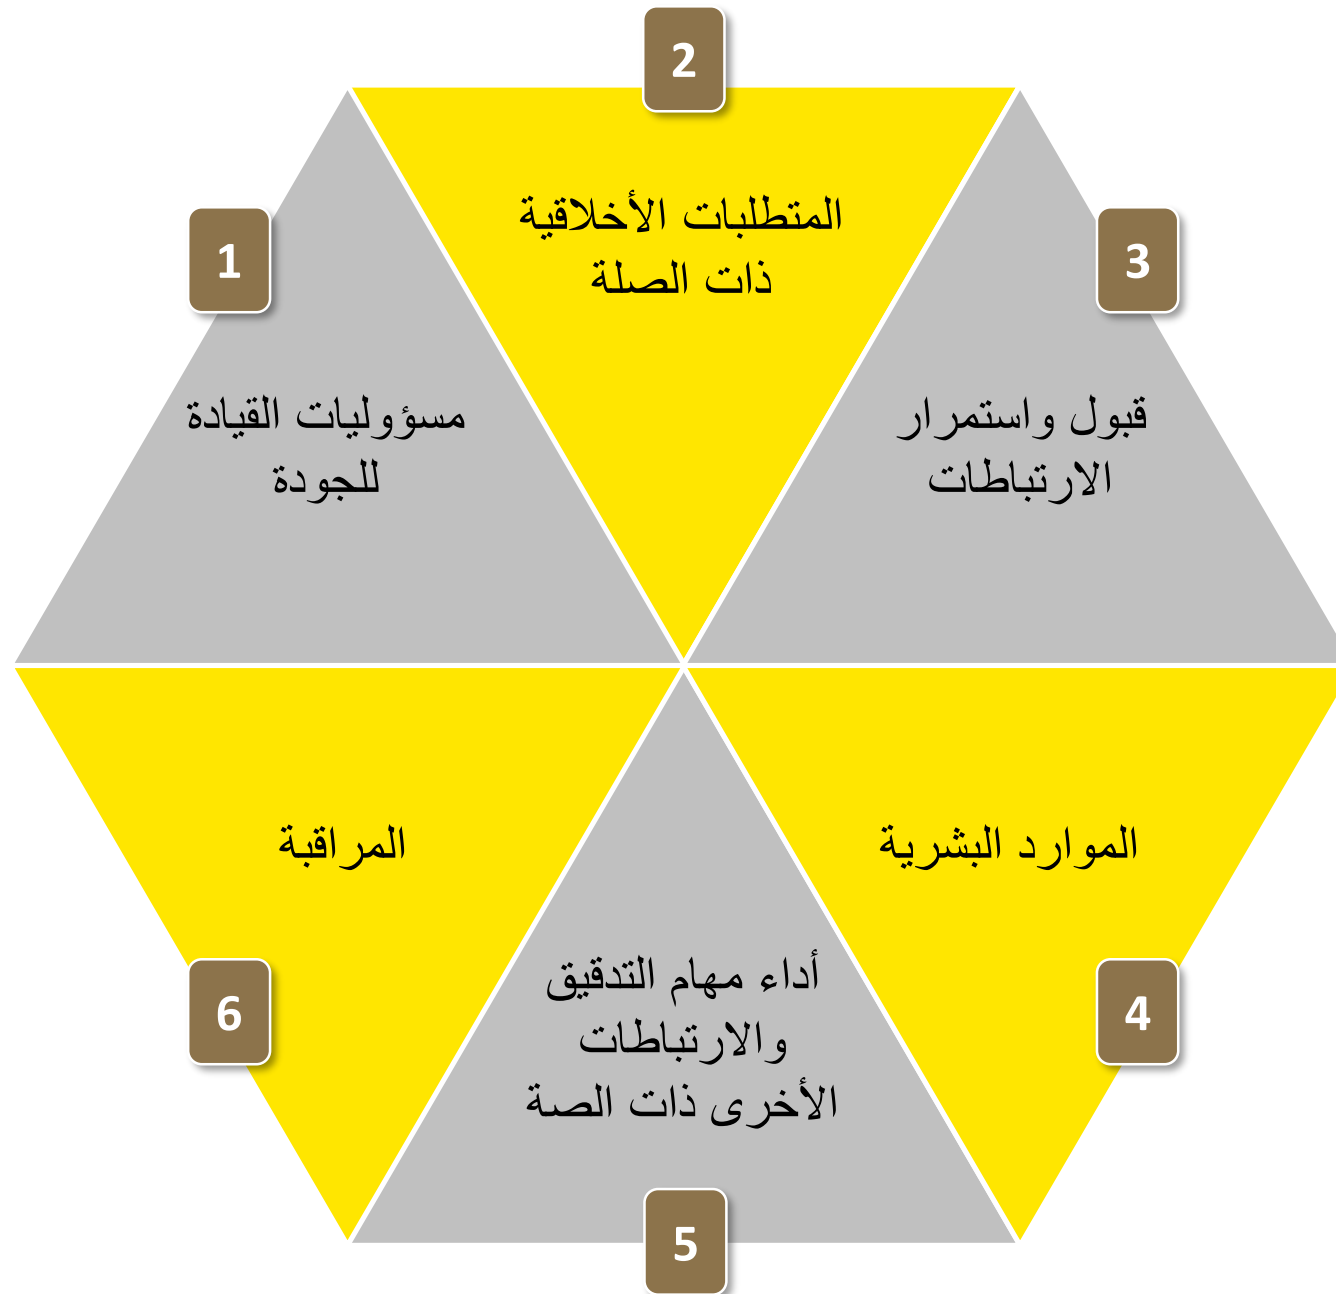 1
مسؤوليات القيادة
للجودة
2
المتطلبات الأخلاقية
ذات الصلة
3
قبول واستمرار
الارتباطات
4
الموارد البشرية
5
أداء مهام التدقيق
والارتباطات
الأخرى ذات الصة
6
المراقبة